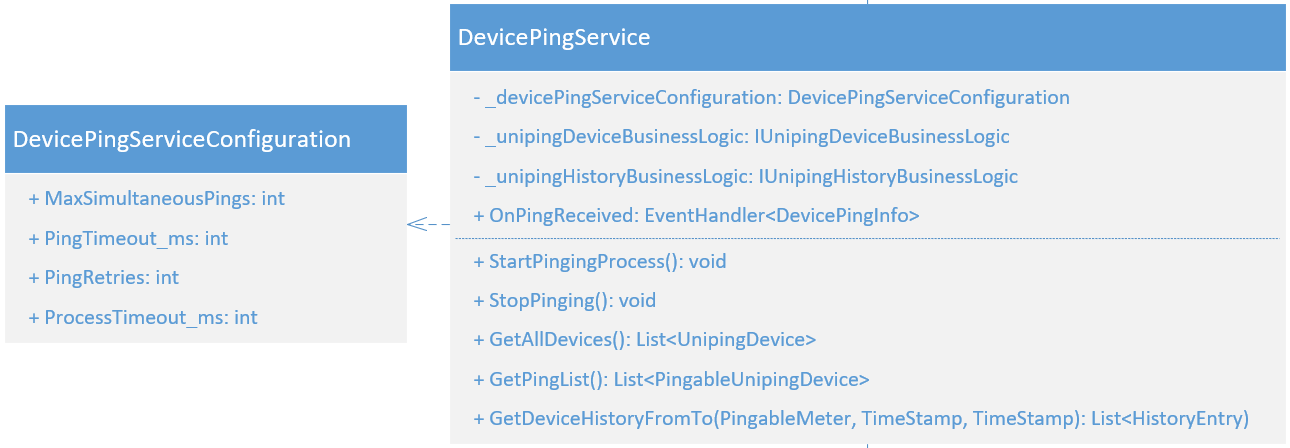 DevicePingServiceConfiguration
+ MaxSimultaneousPings: int
+ PingTimeout_ms: int
+ PingRetries: int
+ ProcessTimeout_ms: int
DevicePingService
- _devicePingServiceConfiguration: DevicePingServiceConfiguration
- _unipingDeviceBusinessLogic: IUnipingDeviceBusinessLogic
- _unipingHistoryBusinessLogic: IUnipingHistoryBusinessLogic
+ OnPingReceived: EventHandler<DevicePingInfo>
+ StartPingingProcess(): void
+ StopPinging(): void
+ GetAllDevices(): List<UnipingDevice>
+ GetPingList(): List<PingableUnipingDevice>
+ GetDeviceHistoryFromTo(PingableMeter, TimeStamp, TimeStamp): List<HistoryEntry)